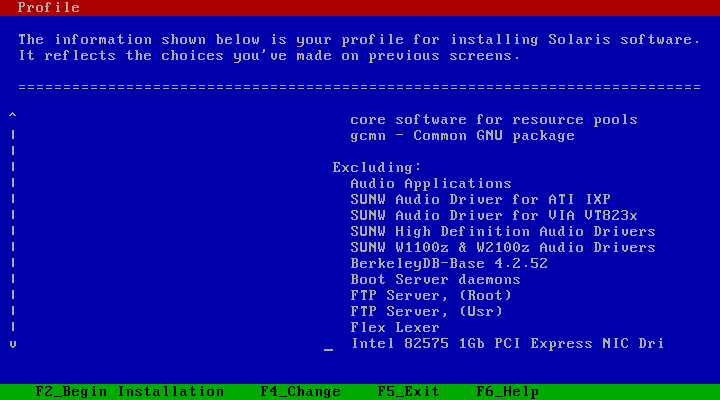 Profile
The information shown below is your profile for installing Solaris software.
It reflects the choices you've made on previous screens.
============================================================================
core software for resource pools
gcmn - Common GNU package
Excluding:
Audio Applications
SUNW Audio Driver for ATI IXP
SUNW Audio Driver for VIA VT823x
SUNW High Definition Audio Drivers
SUNW W1100z & W2100z Audio Drivers
BerkeleyDB-Base 4.2.52
Boot Server daemons
FTP Server, (Root)
FTP Server, (Usr)
Flex Lexer
Intel 82575 1Gb PCI Express NIC Dri
F2_Begin Installation F4_Change F5_Exit F6_Help